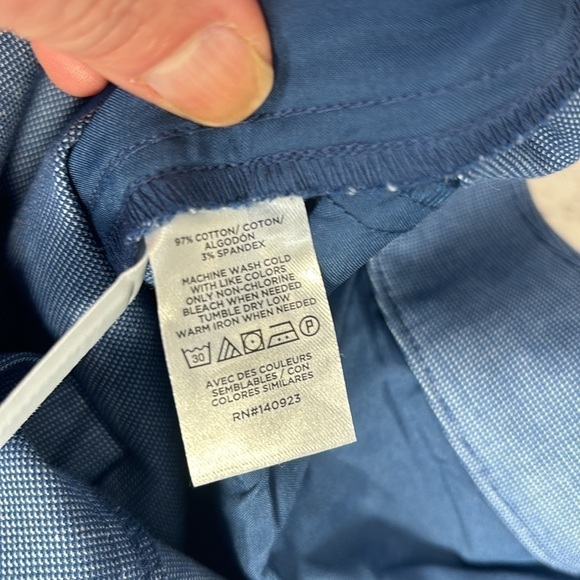 97% COTTON/ COTON/
ALGODÓN
3% SPANDEX
MACHINE WASH COLD
WITH LIKE COLORS
ONLY NON-CHLORINE
BLEACH WHEN NEEDED
TUMBLE DRY LOW
WARM IRON WHEN NEEDED
30 P
AVEC DES COULEURS
SEMBLABLES / CON
COLORES SIMILARES
RN#140923